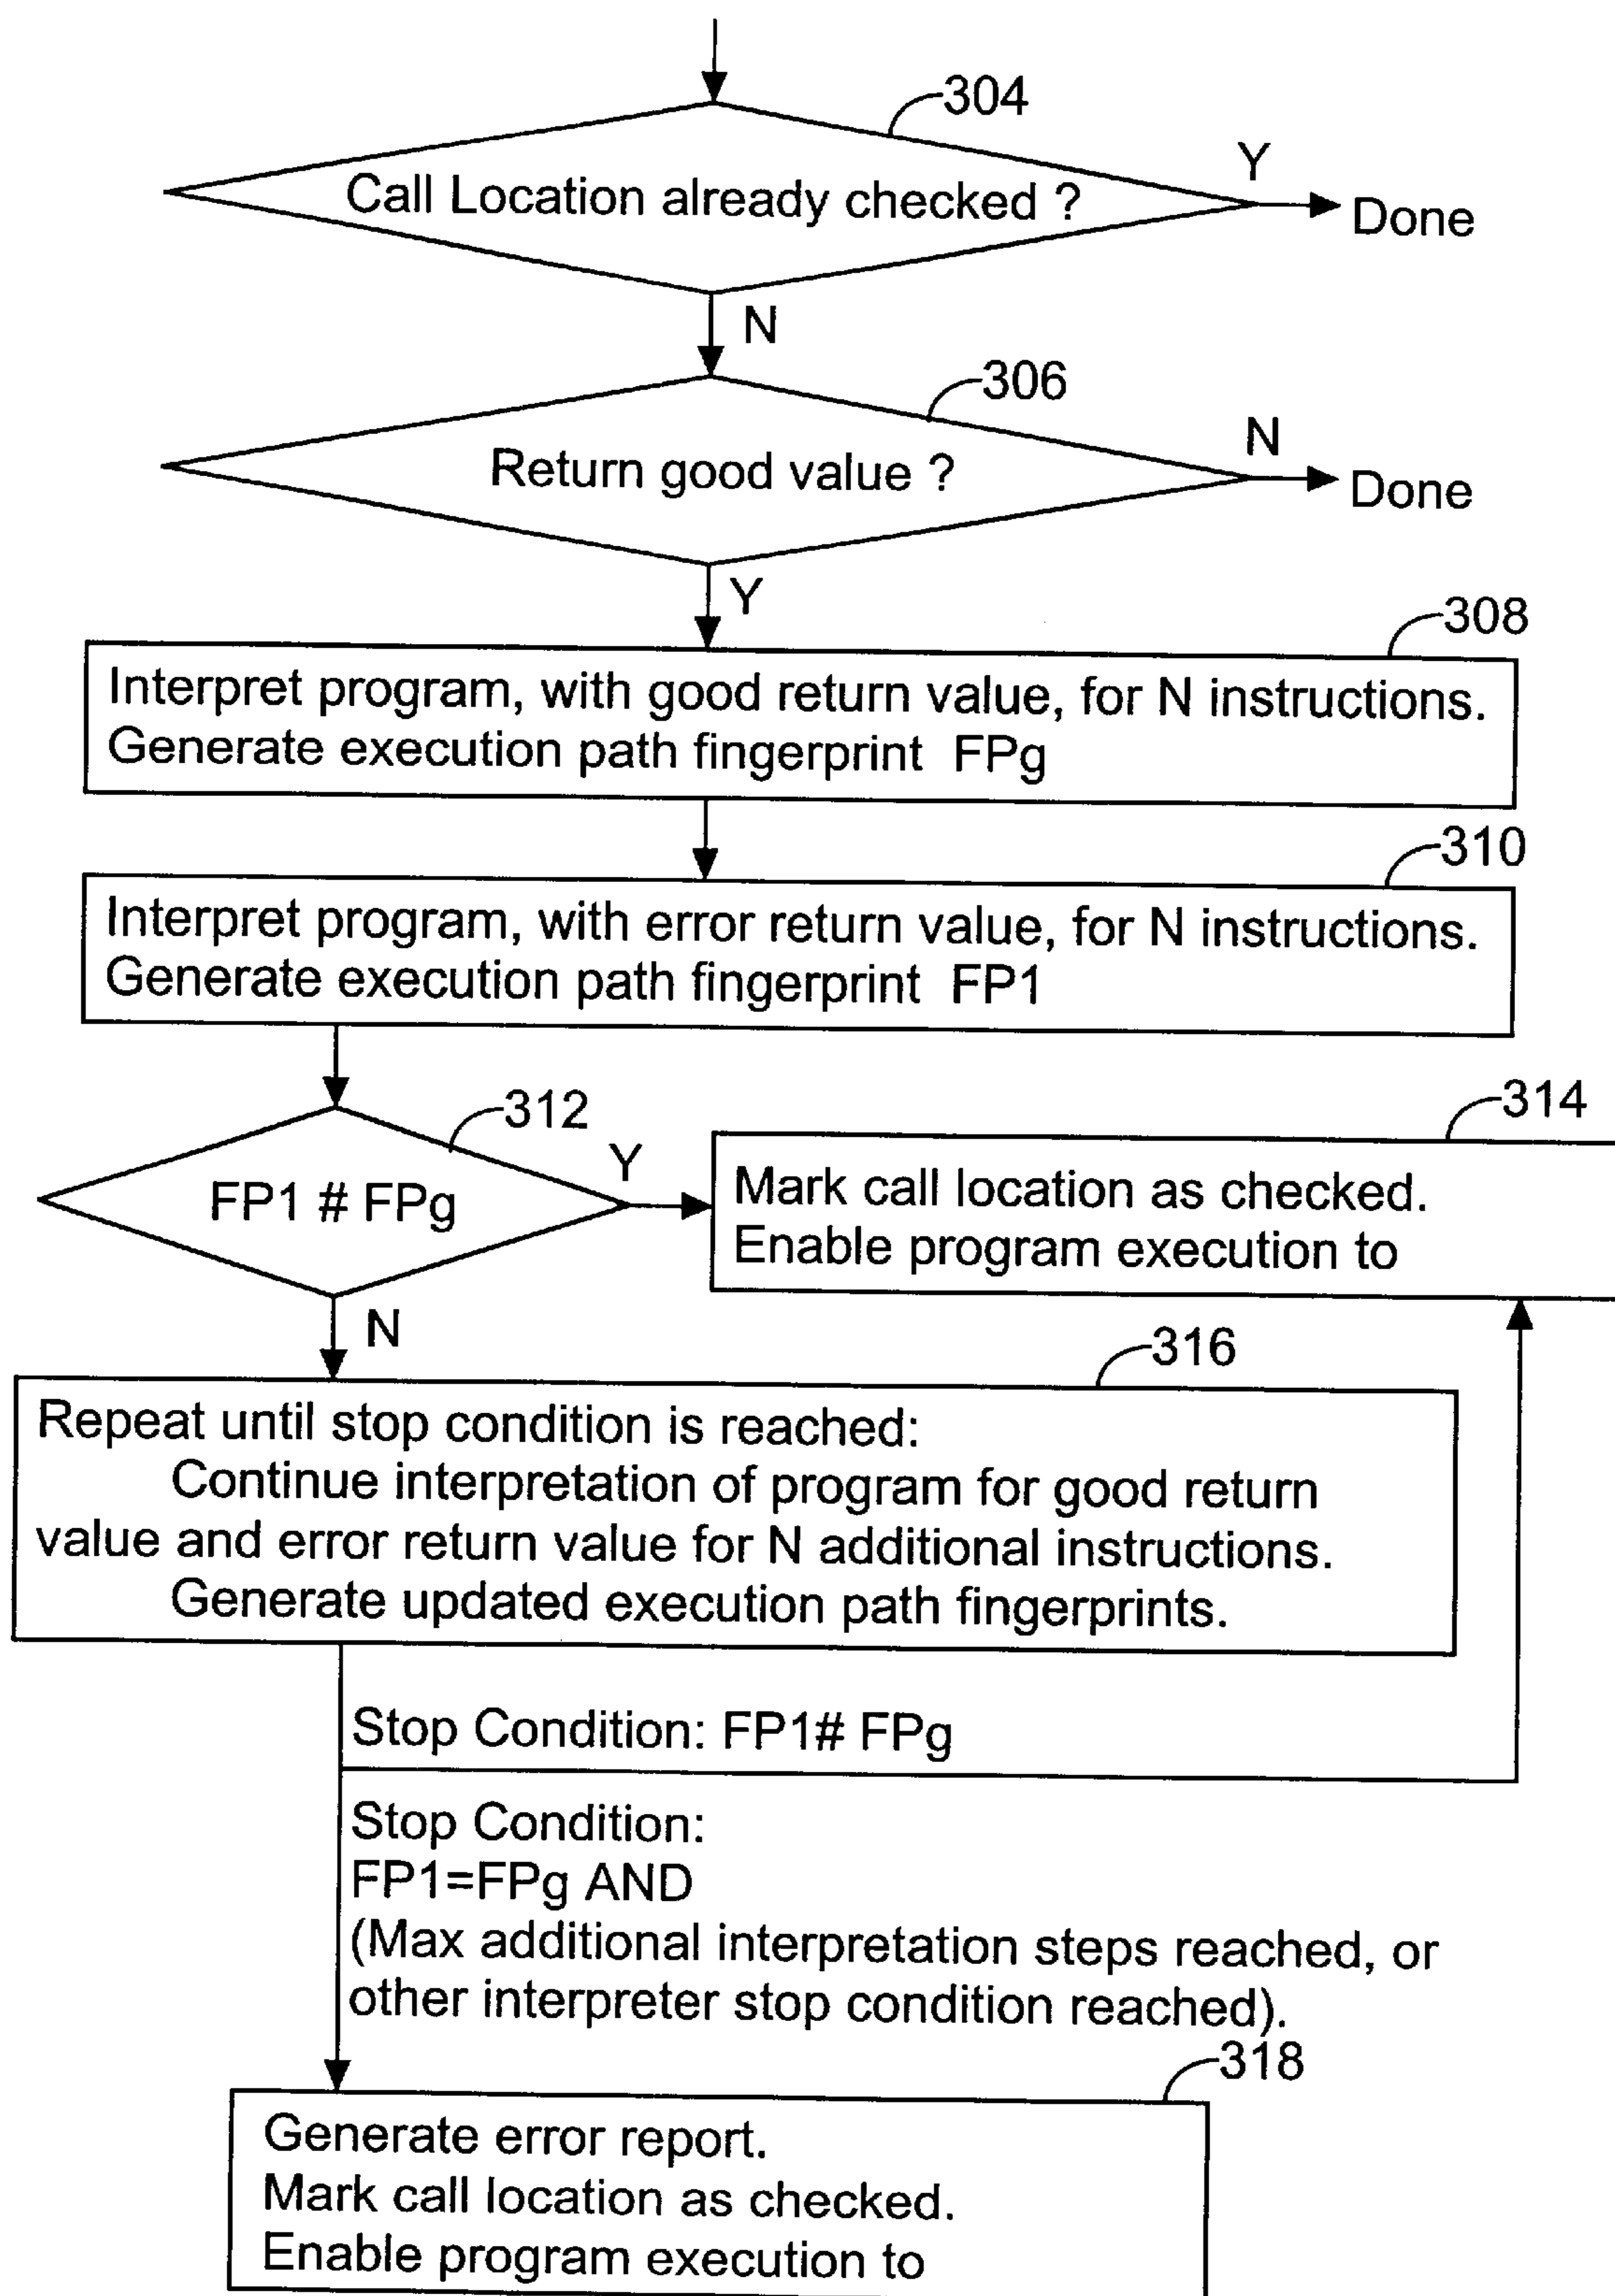 304
Call Location already checked ?
Y
Done
N
306
Return good value ?
N
Done
Y
308
Interpret program, with good return value, for N instructions.
Generate execution path fingerprint FPg
310
Interpret program, with error return value, for N instructions.
Generate execution path fingerprint FP1
312
FP1 # FPg
Y
314
Mark call location as checked.
Enable program execution to
N
316
Repeat until stop condition is reached:
Continue interpretation of program for good return
value and error return value for N additional instructions.
Generate updated execution path fingerprints.
Stop Condition: FP1# FPg
Stop Condition:
FP1=FPg AND
(Max additional interpretation steps reached, or
other interpreter stop condition reached).
318
Generate error report.
Mark call location as checked.
Enable program execution to